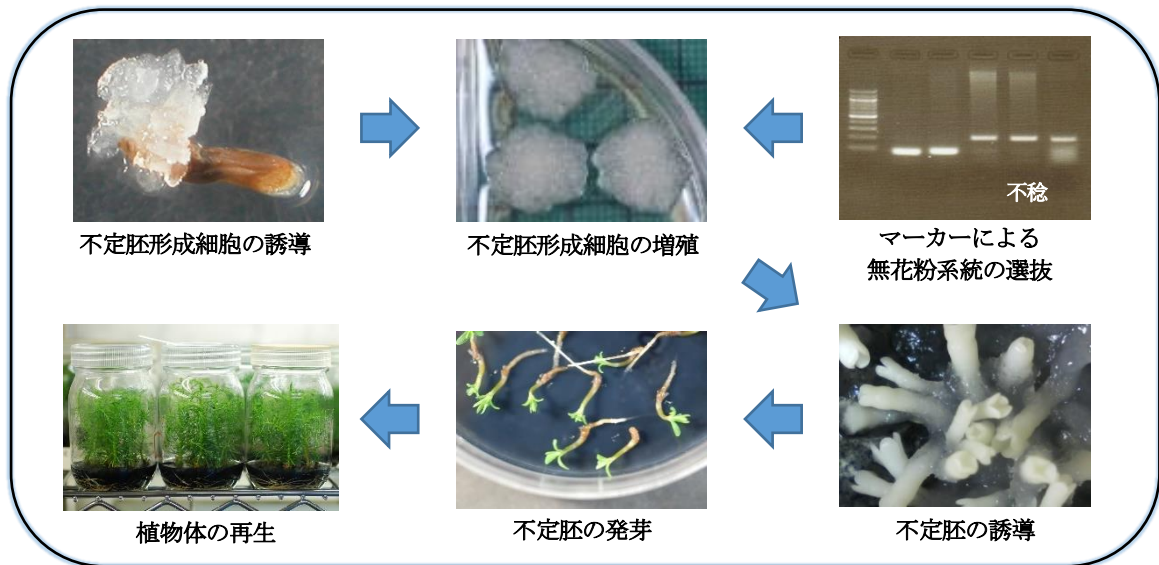 不稔
不定胚形成細胞の誘導
不定胚形成細胞の増殖
マーカーによる
無花粉系統の選抜
植物体の再生
不定胚の発芽
不定胚の誘導